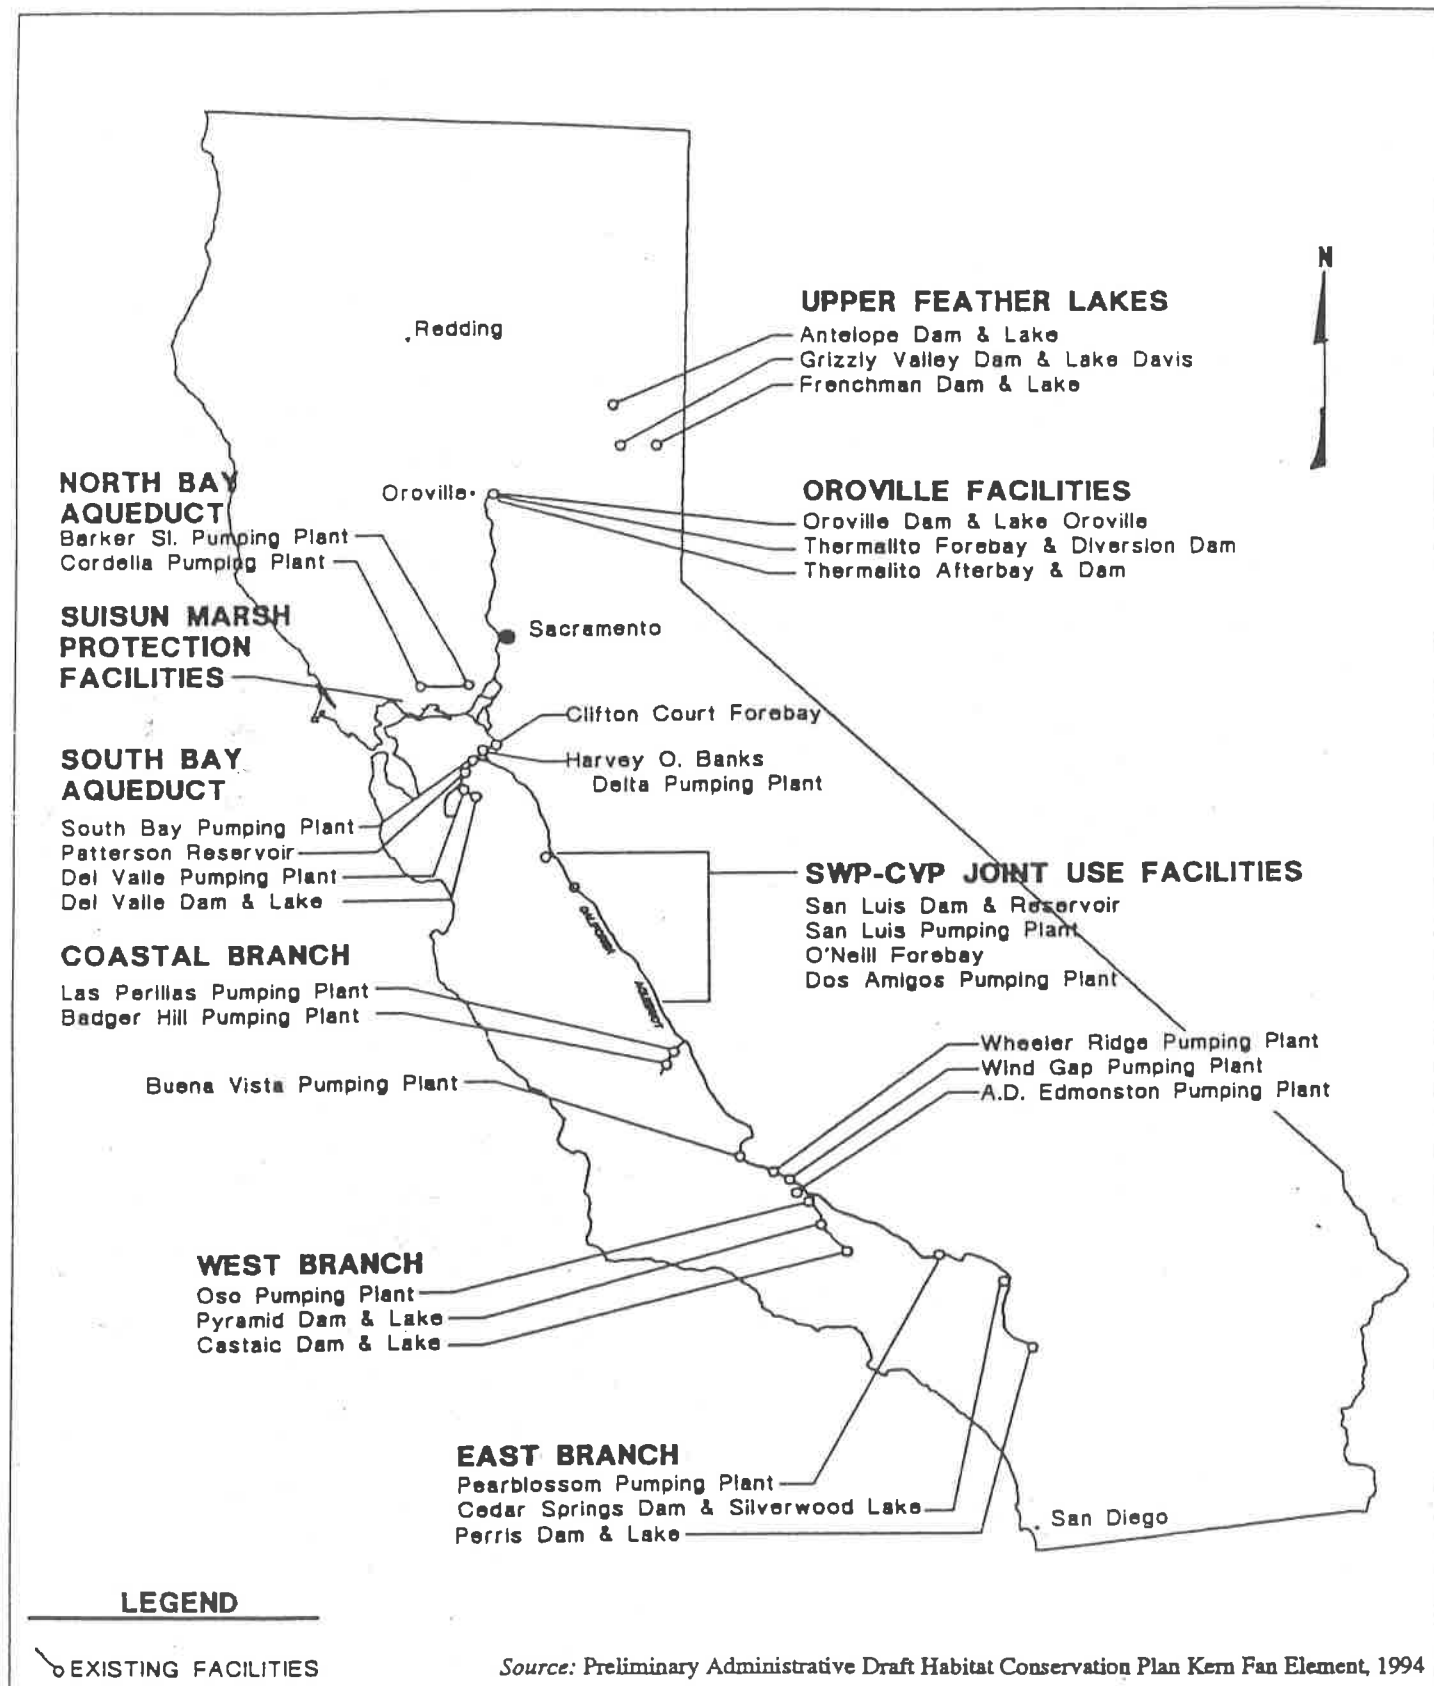 N
UPPER FEATHER LAKES
Antelope Dam & Lake
Grizzly Valley Dam & Lake Davis
Frenchman Dam & Lake
Redding
NORTH BAY
AQUEDUCT
Barker Sl. Pumping Plant
Cordelia Pumping Plant
Oroville
OROVILLE FACILITIES
Oroville Dam & Lake Oroville
Thermalito Forebay & Diversion Dam
Thermalito Afterbay & Dam
SUISUN MARSH
PROTECTION
FACILITIES
Sacramento
Clifton Court Forebay
Harvey O. Banks
Delta Pumping Plant
SOUTH BAY
AQUEDUCT
South Bay Pumping Plant
Patterson Reservoir
Del Valle Pumping Plant
Del Valle Dam & Lake
SWP-CVP JOINT USE FACILITIES
San Luis Dam & Reservoir
San Luis Pumping Plant
O'Neill Forebay
Dos Amigos Pumping Plant
CALIFORNIA
AQUEDUCT
COASTAL BRANCH
Las Perillas Pumping Plant
Badger Hill Pumping Plant
Buena Vista Pumping Plant
Wheeler Ridge Pumping Plant
Wind Gap Pumping Plant
A.D. Edmonston Pumping Plant
WEST BRANCH
Oso Pumping Plant
Pyramid Dam & Lake
Castaic Dam & Lake
EAST BRANCH
Pearblossom Pumping Plant
Cedar Springs Dam & Silverwood Lake
Perris Dam & Lake
San Diego
LEGEND
EXISTING FACILITIES
Source: Preliminary Administrative Draft Habitat Conservation Plan Kern Fan Element, 1994